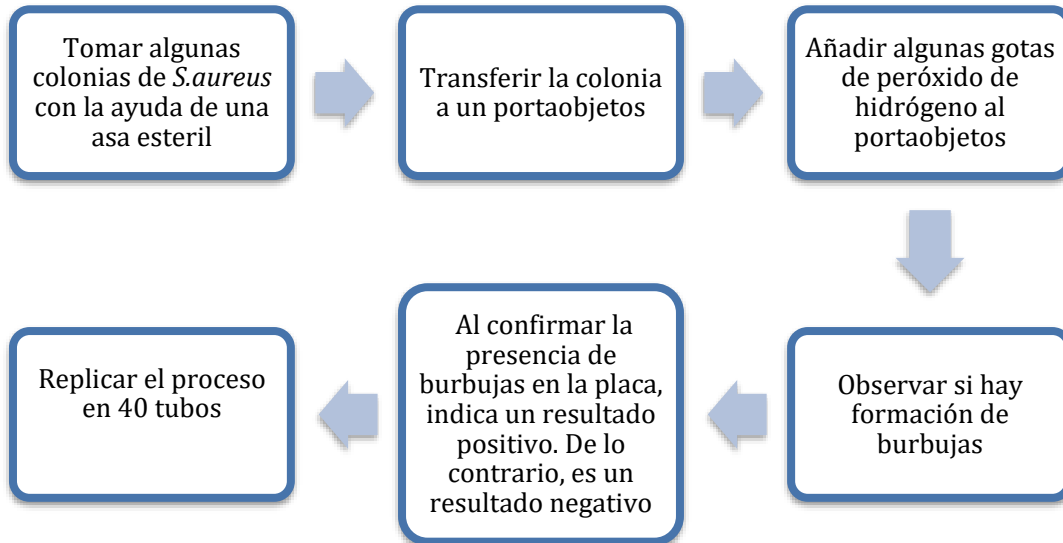 Tomar algunas
colonias de S.aureus
con la ayuda de una
asa esteril
Transferir la colonia
a un portaobjetos
Añadir algunas gotas
de peróxido de
hidrógeno al
portaobjetos
Observar si hay
formación de
burbujas
Al confirmar la
presencia de
burbujas en la placa,
indica un resultado
positivo. De lo
contrario, es un
resultado negativo
Replicar el proceso
en 40 tubos